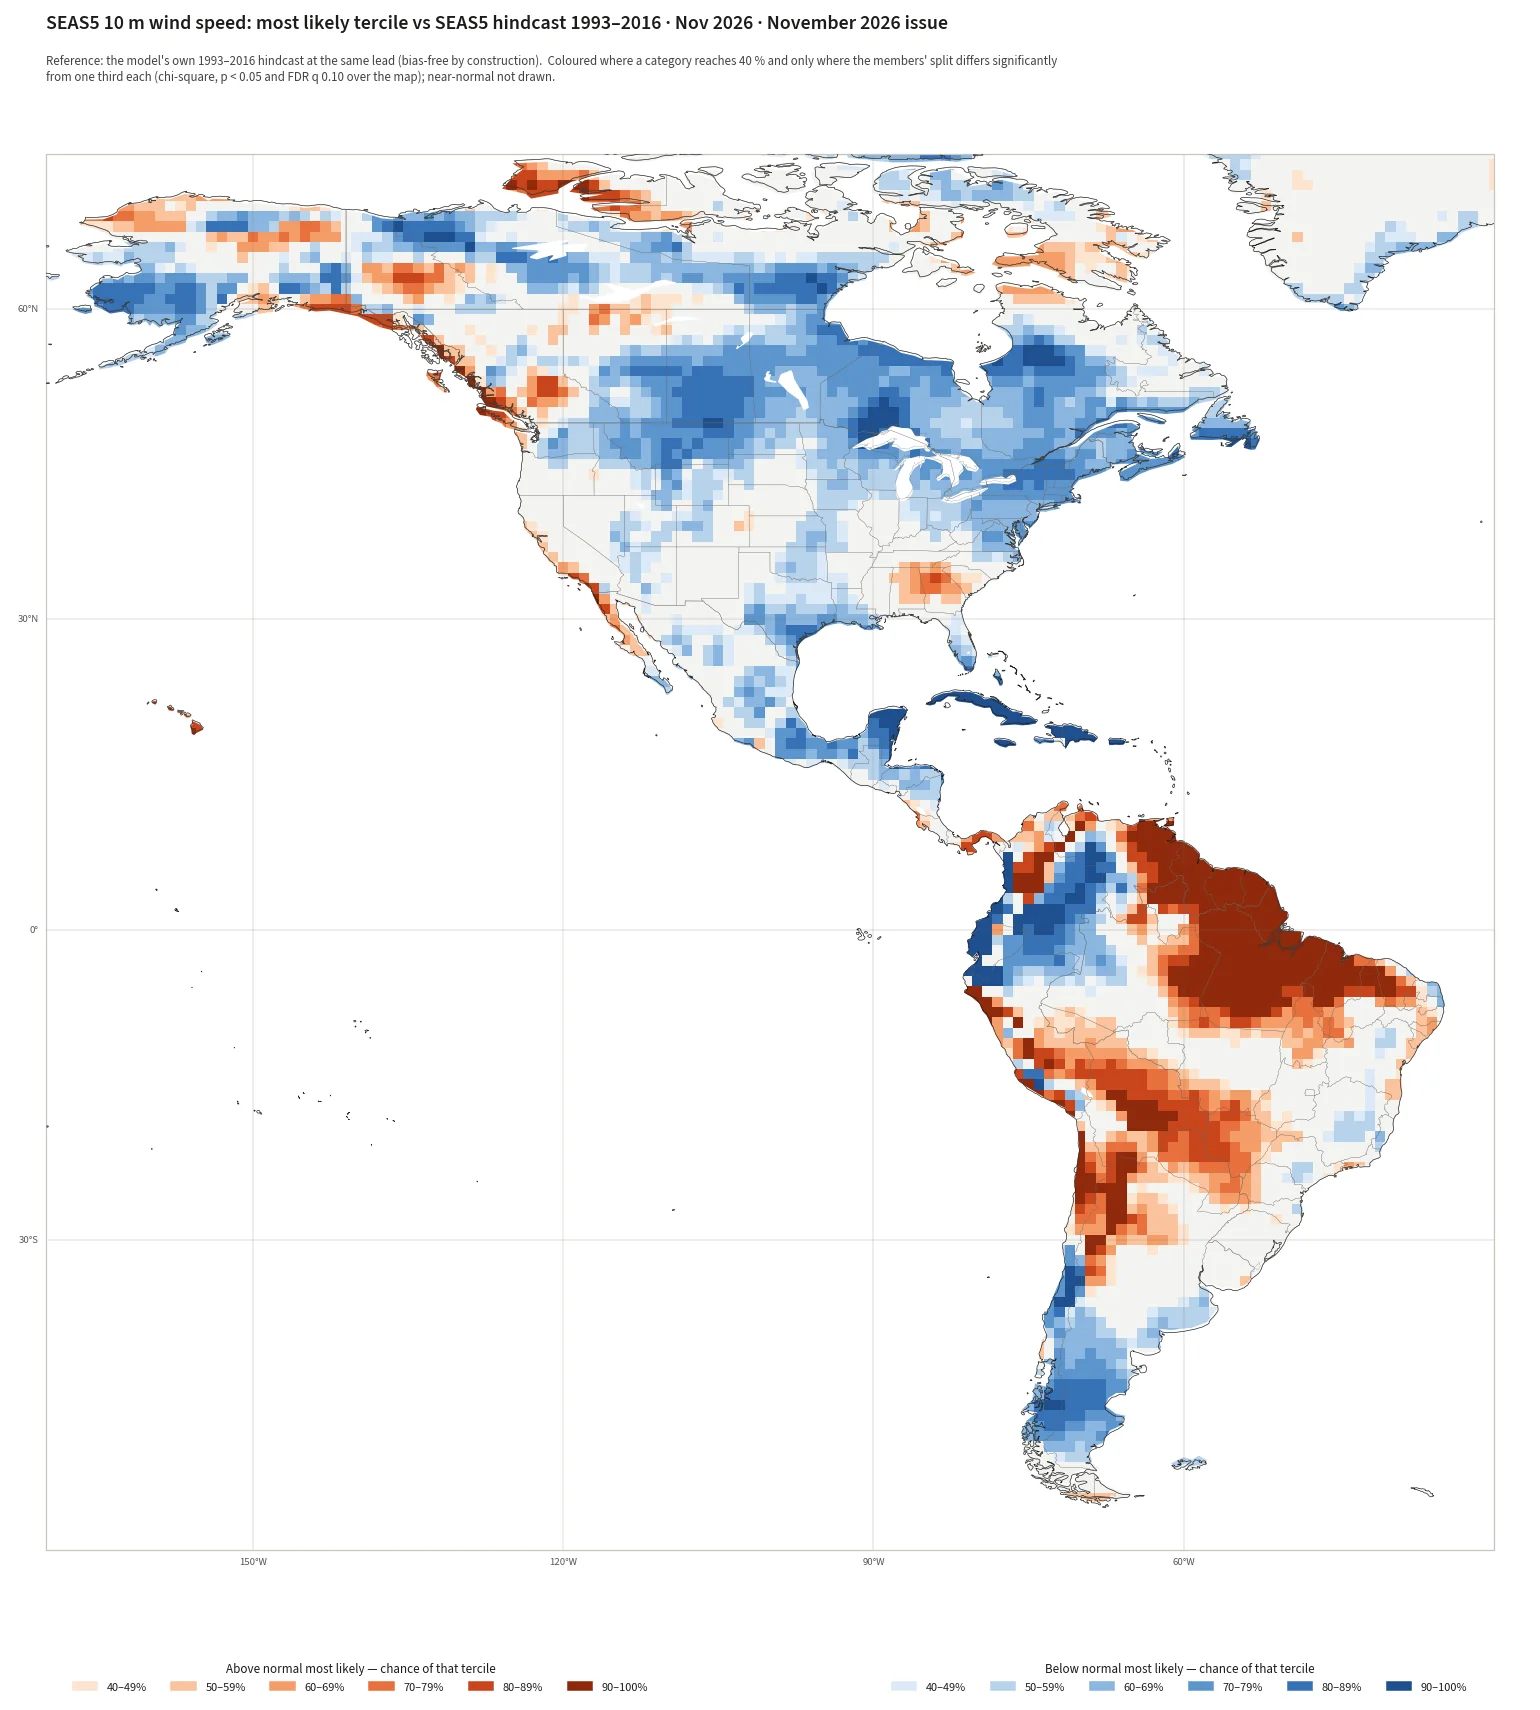 SEAS5 10 m wind speed: most likely tercile vs SEAS5 hindcast 1993–2016 · Nov 2026 · November 2026 issue
Reference: the model's own 1993–2016 hindcast at the same lead (bias-free by construction).  Coloured where a category reaches 40 % and only where the members' split differs significantly
from one third each (chi-square, p < 0.05 and FDR q 0.10 over the map); near-normal not drawn.
60°N
30°N
0°
30°S
150°W
120°W
90°W
60°W
Above normal most likely — chance of that tercile
40–49%
50–59%
60–69%
70–79%
80–89%
90–100%
Below normal most likely — chance of that tercile
40–49%
50–59%
60–69%
70–79%
80–89%
90–100%